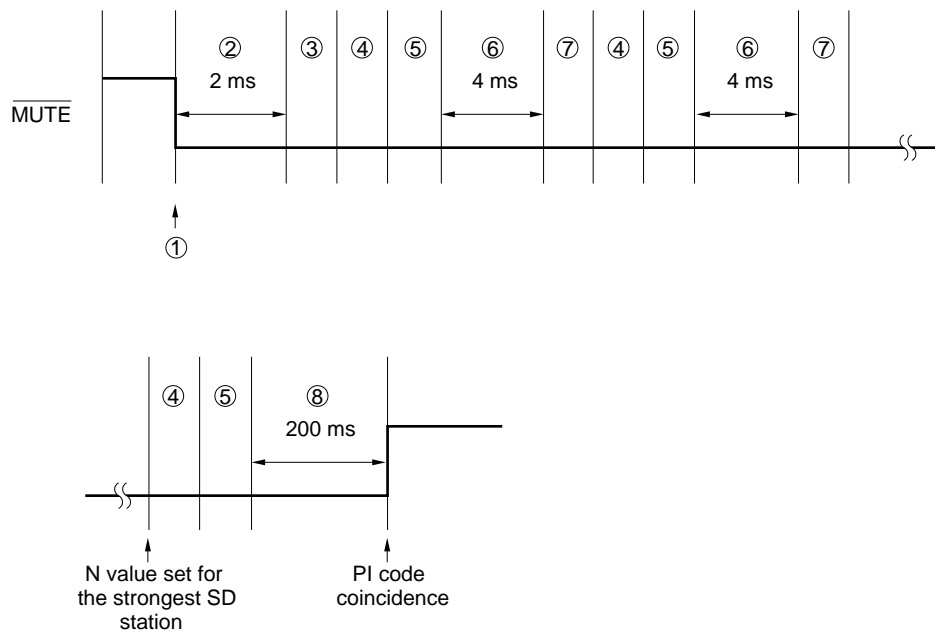 ② ③ ④ ⑤ ⑥ ⑦ ④ ⑤ ⑥ ⑦
2 ms 4 ms 4 ms
MUTE
①
④ ⑤ ⑧
200 ms
N value set for
the strongest SD
station
PI code
coincidence